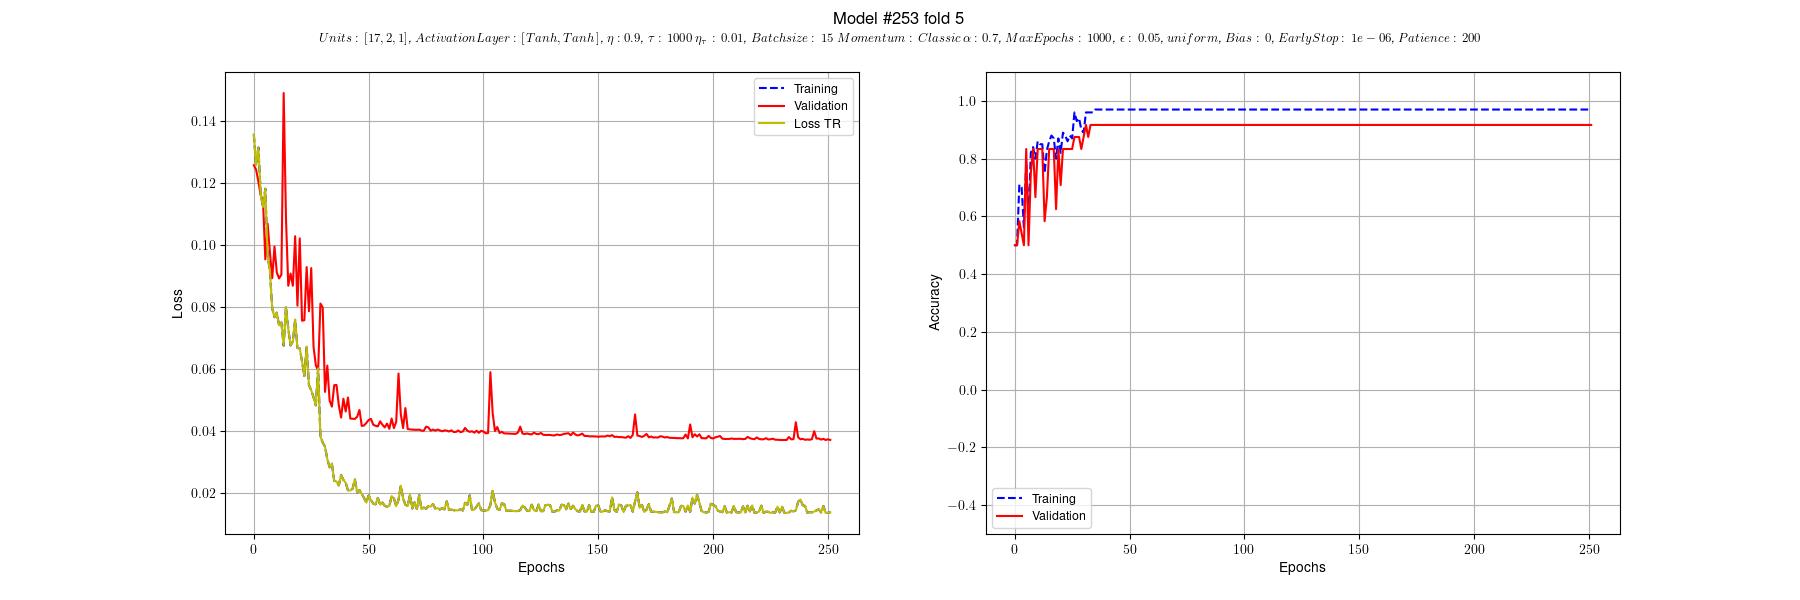 Model #253 fold 5
Units : [17, 2, 1], ActivationLayer : [Tanh, Tanh], η : 0.9, τ : 1000 η_τ : 0.01, Batchsize : 15 Momentum : Classic α : 0.7, MaxEpochs : 1000, ϵ : 0.05, uniform, Bias : 0, EarlyStop : 1e − 06, Patience : 200
Training
Validation
Loss TR
0.14
0.12
0.10
0.08
0.06
0.04
0.02
Loss
0 50 100 150 200 250
Epochs
1.0
0.8
0.6
0.4
0.2
0.0
−0.2
−0.4
Accuracy
Training
Validation
0 50 100 150 200 250
Epochs